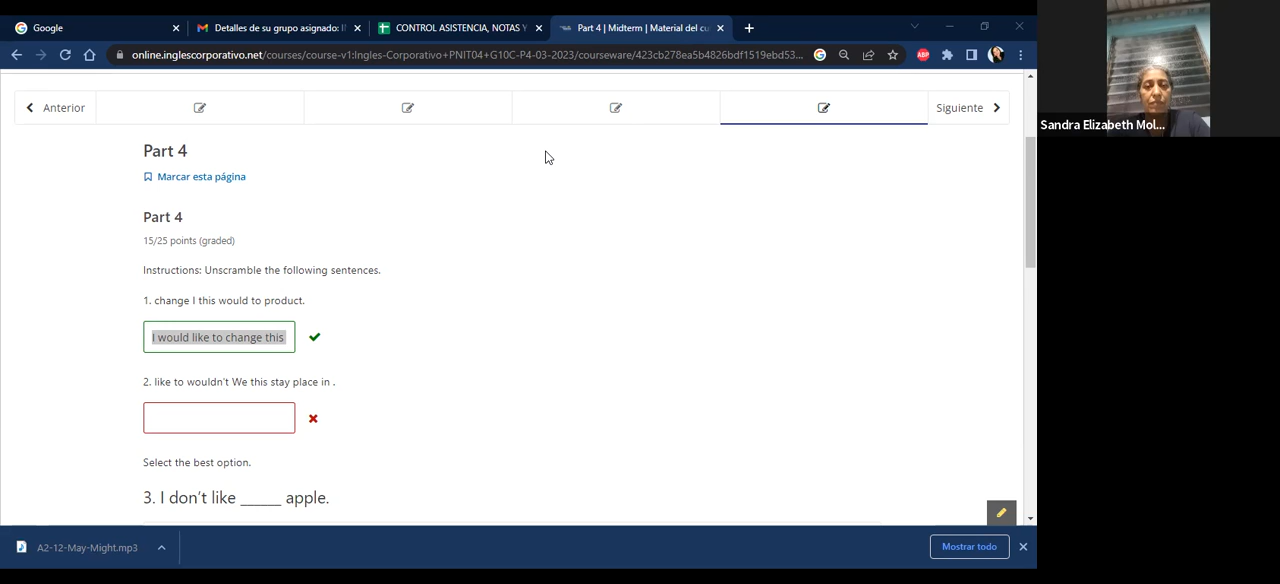 Google
Detalles de su grupo asignado: I
CONTROL ASISTENCIA, NOTAS Y
Part 4 | Midterm | Material del cu
online.inglescorporativo.net/courses/course-v1:Ingles-Corporativo+PNIT04+G10C-P4-03-2023/courseware/423cb278ea5b4826bdf1519ebd53...
ABP
Anterior
Siguiente
Part 4
Marcar esta página
Part 4
15/25 points (graded)
Instructions: Unscramble the following sentences.
1. change I this would to product.
I would like to change this
2. like to wouldn't We this stay place in .
Select the best option.
3. I don't like _____ apple.
A2-12-May-Might.mp3
Mostrar todo
Sandra Elizabeth Mol...